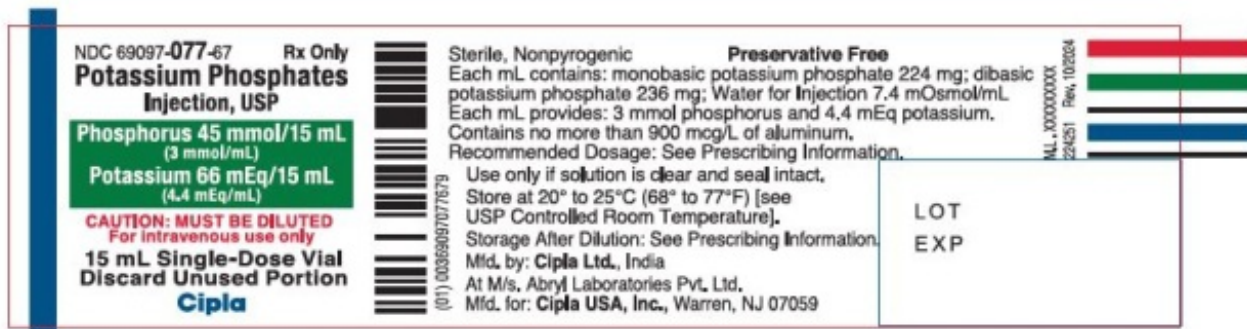 NDC 69097-077-67 Rx Only
Potassium Phosphates
Injection, USP
Phosphorus 45 mmol/15 mL
(3 mmol/mL)
Potassium 66 mEq/15 mL
(4.4 mEq/mL)
CAUTION: MUST BE DILUTED
For intravenous use only
15 mL Single-Dose Vial
Discard Unused Portion
Cipla
(01) 00369097077679
Sterile, Nonpyrogenic Preservative Free
Each mL contains: monobasic potassium phosphate 224 mg; dibasic
potassium phosphate 236 mg; Water for Injection 7.4 mOsmol/mL
Each mL provides: 3 mmol phosphorus and 4.4 mEq potassium.
Contains no more than 900 mcg/L of aluminum.
Recommended Dosage: See Prescribing Information.
Use only if solution is clear and seal intact.
Store at 20° to 25°C (68° to 77°F) [see
USP Controlled Room Temperature].
Storage After Dilution: See Prescribing Information.
Mfd. by: Cipla Ltd., India
At M/s. Abryl Laboratories Pvt. Ltd.
Mfd. for: Cipla USA, Inc., Warren, NJ 07059
224251 Rev. 10/2024
LOT
EXP